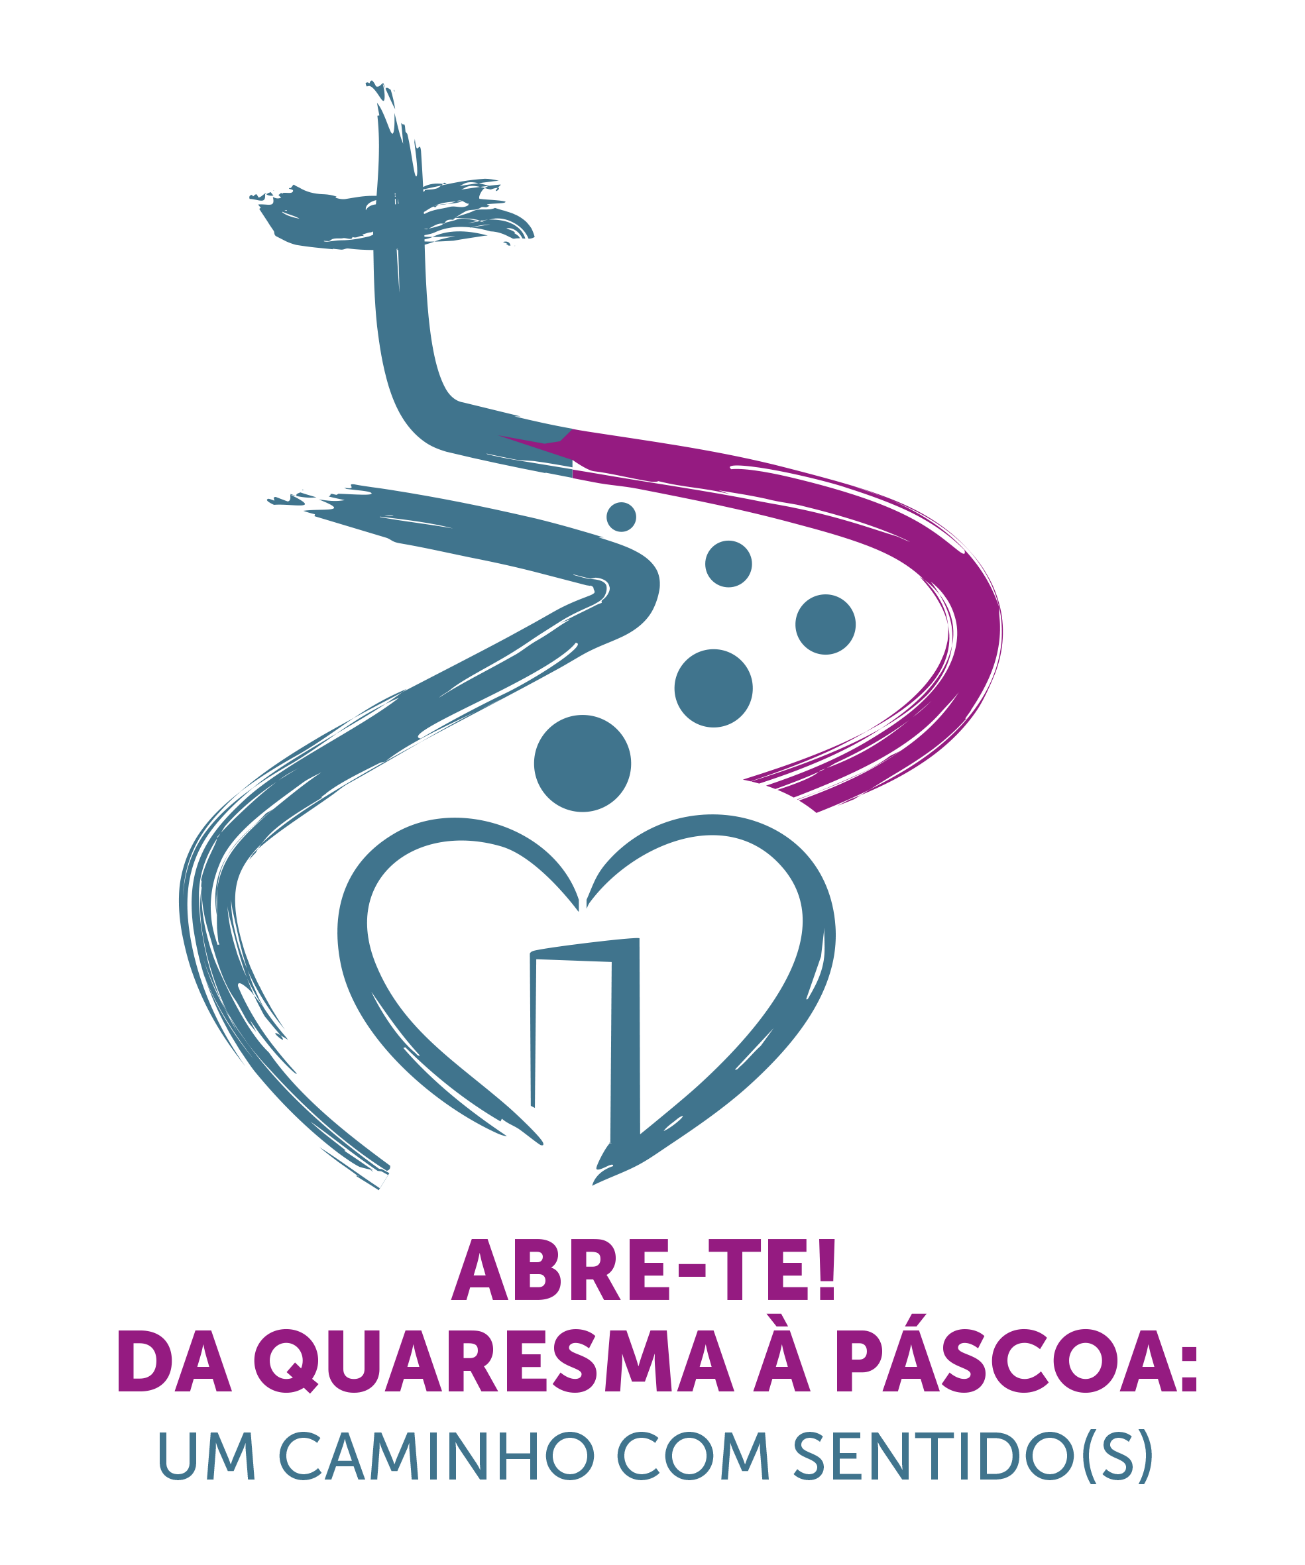 ABRE-TE!
DA QUARESMA À PÁSCOA:
UM CAMINHO COM SENTIDO(S)